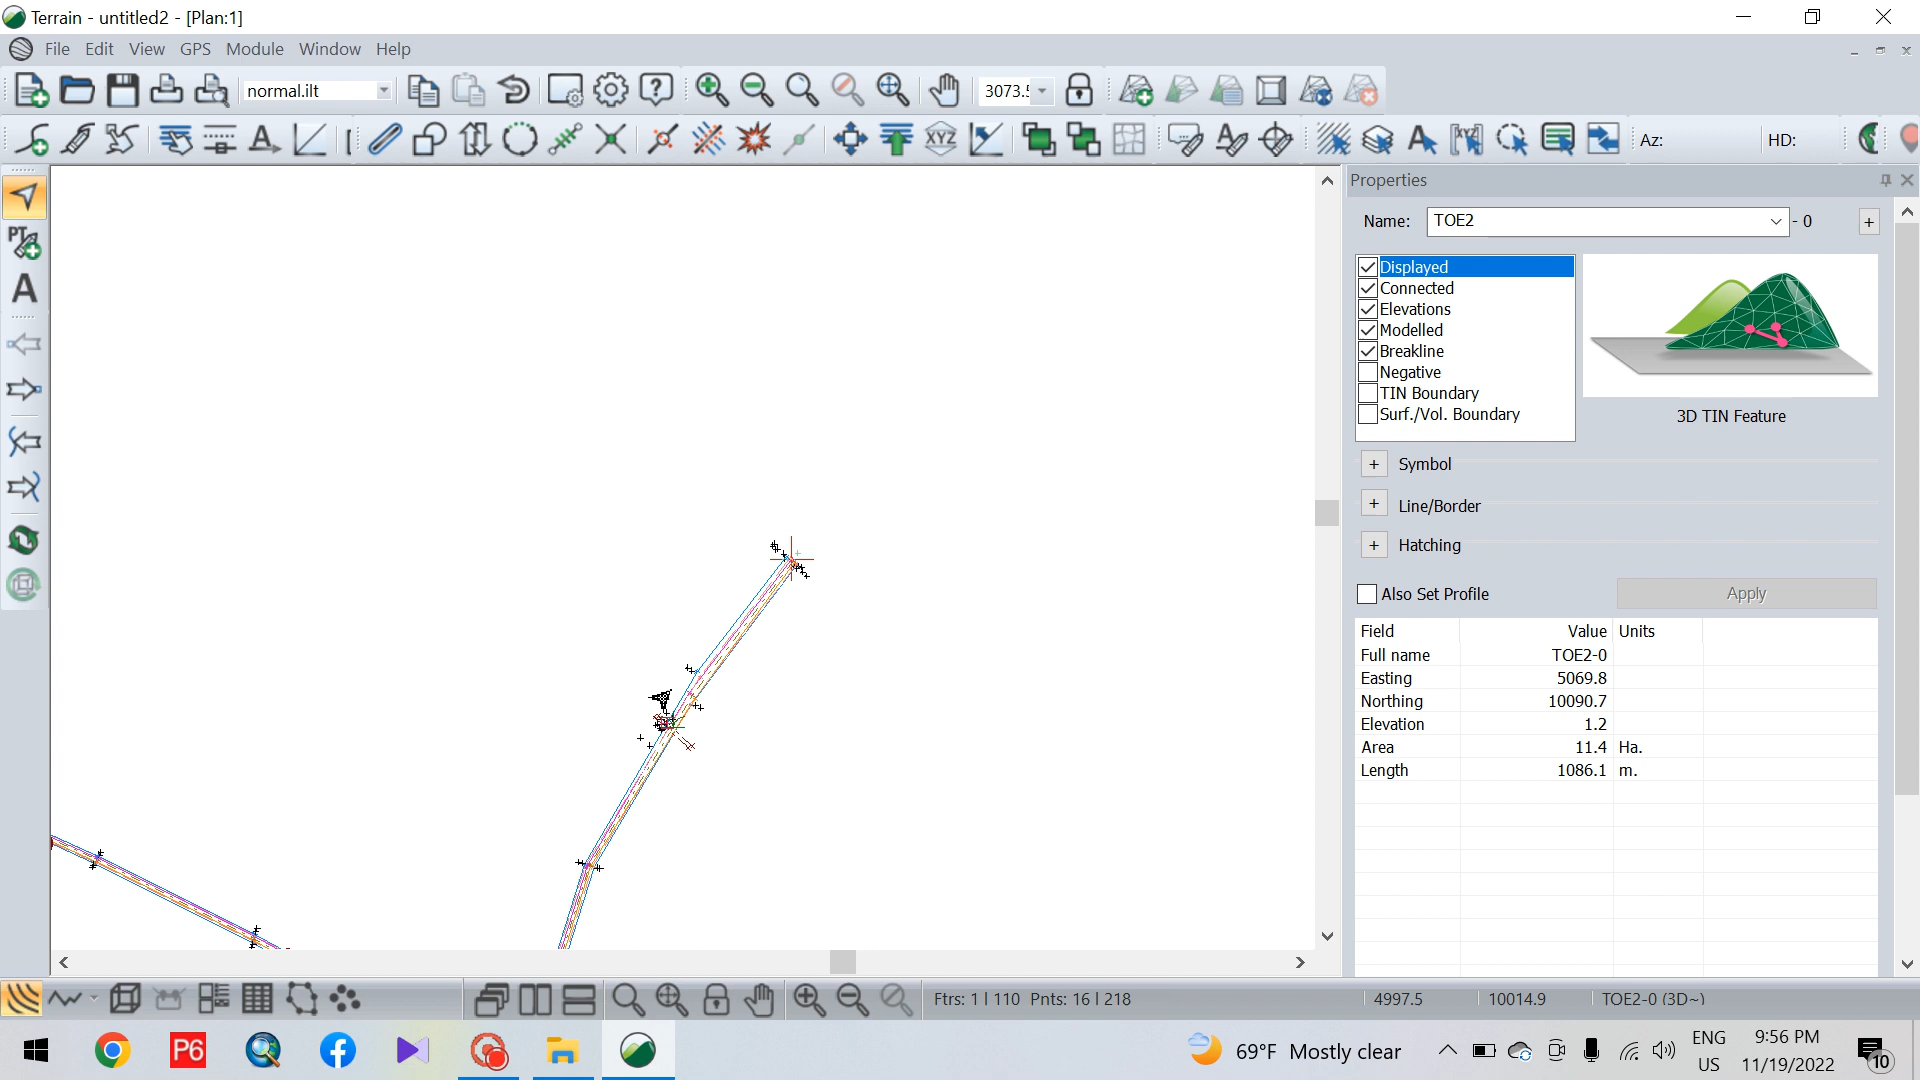 Terrain - untitled2 - [Plan:1]
File Edit View GPS Module Window Help
normal.ilt
3073.5
Az: HD:
PT
A
Properties
Name: TOE2 - 0 +
Displayed
Connected
Elevations
Modelled
Breakline
Negative
TIN Boundary
Surf./Vol. Boundary
3D TIN Feature
+ Symbol
+ Line/Border
+ Hatching
Also Set Profile Apply
Field Value Units
Full name TOE2-0
Easting 5069.8
Northing 10090.7
Elevation 1.2
Area 11.4 Ha.
Length 1086.1 m.
Ftrs: 1 | 110 Pnts: 16 | 218 4997.5 10014.9 TOE2-0 (3D~)
P6
69°F Mostly clear
ENG
US
9:56 PM
11/19/2022
10